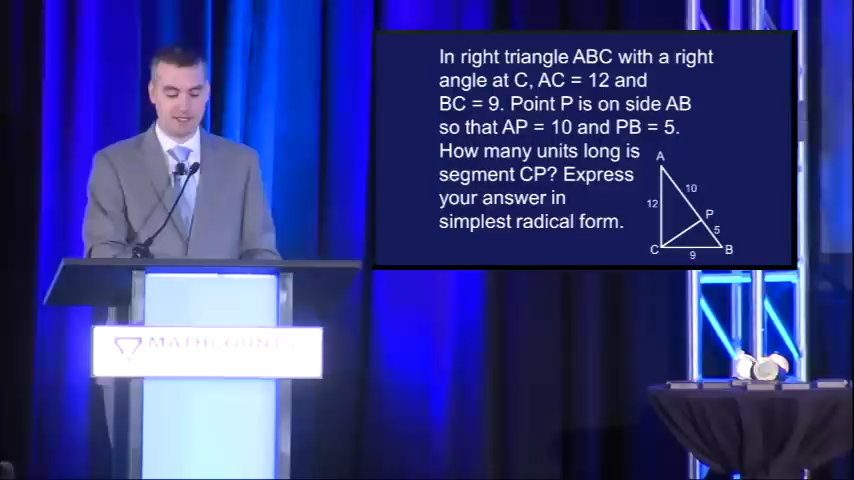 In right triangle ABC with a right
angle at C, AC = 12 and
BC = 9. Point P is on side AB
so that AP = 10 and PB = 5.
How many units long is
segment CP? Express
your answer in
simplest radical form.
A
10
12
P
5
C
B
9
MATHCOUNTS